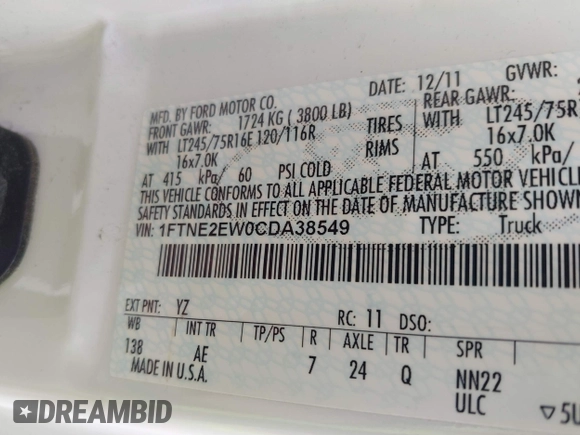 MFD. BY FORD MOTOR CO.
DATE: 12/11 GVWR:
FRONT GAWR: 1724 KG ( 3800 LB)
REAR GAWR:
WITH LT245/75R16E 120/116R TIRES WITH LT245/75R
16x7.0K RIMS 16x7.0K
AT 415 kPa/ 60 PSI COLD AT 550 kPa/
THIS VEHICLE CONFORMS TO ALL APPLICABLE FEDERAL MOTOR VEHICLE
SAFETY STANDARDS IN EFFECT ON THE DATE OF MANUFACTURE SHOWN
VIN: 1FTNE2EW0CDA38549 TYPE: Truck
EXT PNT: YZ RC: 11 DSO:
WB INT TR TP/PS R AXLE TR SPR
138 AE 7 24 Q NN22
MADE IN U.S.A. ULC ▽5U
DREAMBID